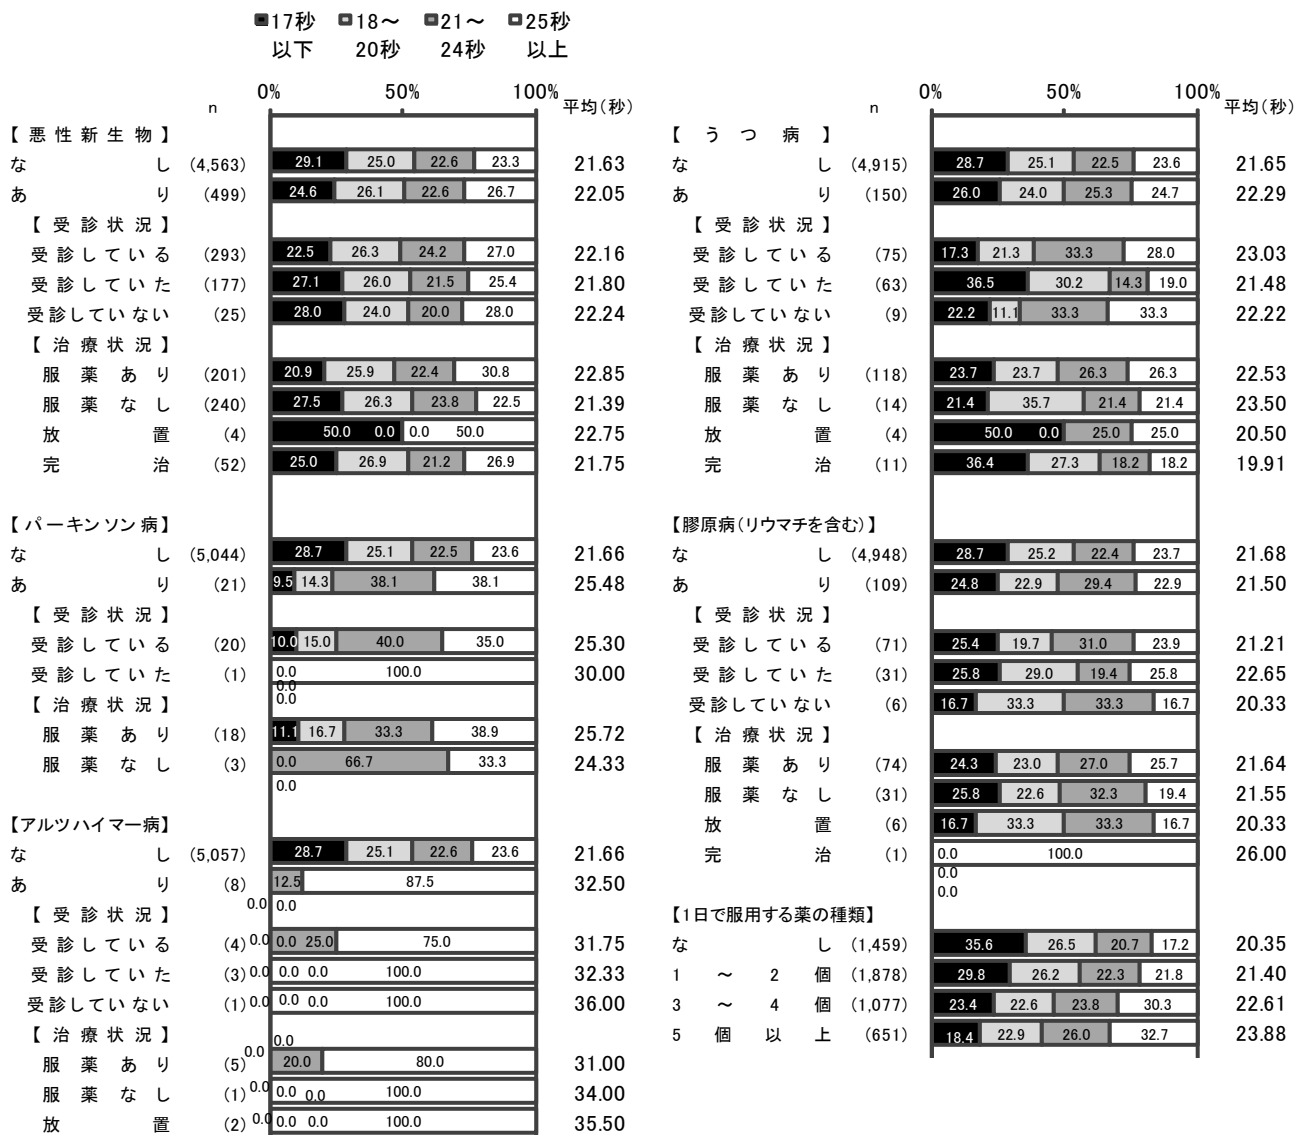 17秒以下 18～20秒 21～24秒 25秒以上
n 0% 50% 100% 平均(秒)
【悪性新生物】
なし (4,563) 29.1 25.0 22.6 23.3 21.63
あり (499) 24.6 26.1 22.6 26.7 22.05
【受診状況】
受診している (293) 22.5 26.3 24.2 27.0 22.16
受診していた (177) 27.1 26.0 21.5 25.4 21.80
受診していない (25) 28.0 24.0 20.0 28.0 22.24
【治療状況】
服薬あり (201) 20.9 25.9 22.4 30.8 22.85
服薬なし (240) 27.5 26.3 23.8 22.5 21.39
放置 (4) 50.0 0.0 0.0 50.0 22.75
完治 (52) 25.0 26.9 21.2 26.9 21.75
【パーキンソン病】
なし (5,044) 28.7 25.1 22.5 23.6 21.66
あり (21) 9.5 14.3 38.1 38.1 25.48
【受診状況】
受診している (20) 10.0 15.0 40.0 35.0 25.30
受診していた (1) 0.0 100.0 30.00
0.0
0.0
【治療状況】
服薬あり (18) 11.1 16.7 33.3 38.9 25.72
服薬なし (3) 0.0 66.7 33.3 24.33
0.0
【アルツハイマー病】
なし (5,057) 28.7 25.1 22.6 23.6 21.66
あり (8) 12.5 87.5 32.50
0.0 0.0
【受診状況】
受診している (4) 0.0 0.0 25.0 75.0 31.75
受診していた (3) 0.0 0.0 0.0 100.0 32.33
受診していない (1) 0.0 0.0 0.0 100.0 36.00
【治療状況】
0.0
服薬あり (5) 0.0 20.0 80.0 31.00
服薬なし (1) 0.0 0.0 0.0 100.0 34.00
放置 (2) 0.0 0.0 0.0 100.0 35.50
n 0% 50% 100% 平均(秒)
【うつ病】
なし (4,915) 28.7 25.1 22.5 23.6 21.65
あり (150) 26.0 24.0 25.3 24.7 22.29
【受診状況】
受診している (75) 17.3 21.3 33.3 28.0 23.03
受診していた (63) 36.5 30.2 14.3 19.0 21.48
受診していない (9) 22.2 11.1 33.3 33.3 22.22
【治療状況】
服薬あり (118) 23.7 23.7 26.3 26.3 22.53
服薬なし (14) 21.4 35.7 21.4 21.4 23.50
放置 (4) 50.0 0.0 25.0 25.0 20.50
完治 (11) 36.4 27.3 18.2 18.2 19.91
【膠原病(リウマチを含む)】
なし (4,948) 28.7 25.2 22.4 23.7 21.68
あり (109) 24.8 22.9 29.4 22.9 21.50
【受診状況】
受診している (71) 25.4 19.7 31.0 23.9 21.21
受診していた (31) 25.8 29.0 19.4 25.8 22.65
受診していない (6) 16.7 33.3 33.3 16.7 20.33
【治療状況】
服薬あり (74) 24.3 23.0 27.0 25.7 21.64
服薬なし (31) 25.8 22.6 32.3 19.4 21.55
放置 (6) 16.7 33.3 33.3 16.7 20.33
完治 (1) 0.0 100.0 26.00
0.0
0.0
【1日で服用する薬の種類】
なし (1,459) 35.6 26.5 20.7 17.2 20.35
1～2個 (1,878) 29.8 26.2 22.3 21.8 21.40
3～4個 (1,077) 23.4 22.6 23.8 30.3 22.61
5個以上 (651) 18.4 22.9 26.0 32.7 23.88